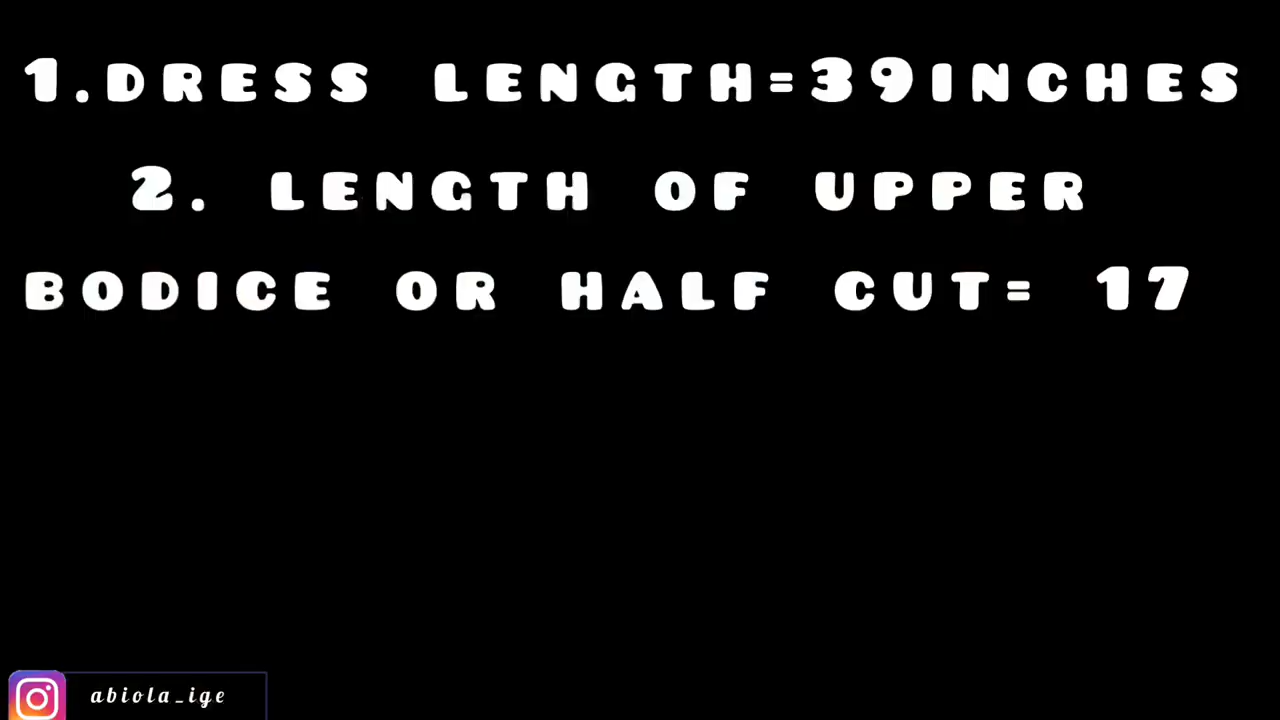 1.DRESS LENGTH=39INCHES
2. LENGTH OF UPPER
BODICE OR HALF CUT= 17
abiola_ige